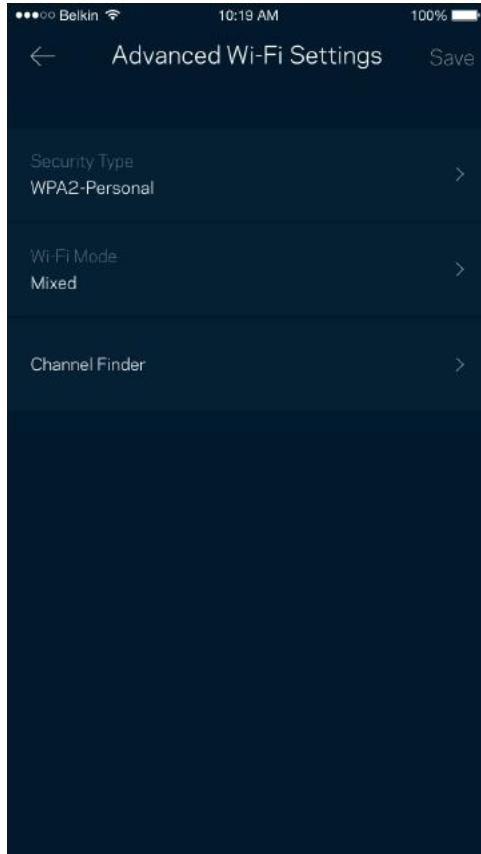 Belkin 10:19 AM 100%
Advanced Wi-Fi Settings Save
Security Type
WPA2-Personal
Wi-Fi Mode
Mixed
Channel Finder